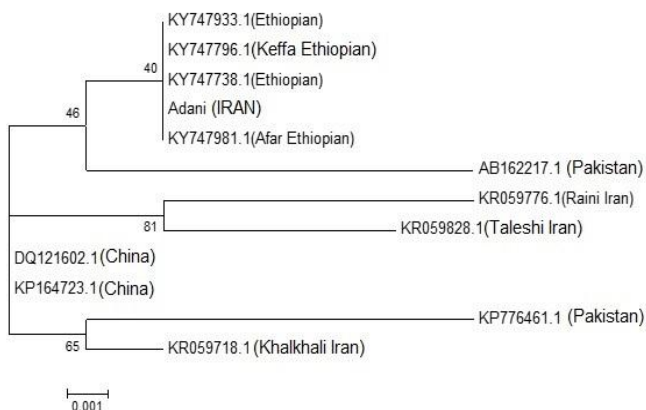 KY747933.1(Ethiopian)
KY747796.1(Keffa Ethiopian)
40
KY747738.1(Ethiopian)
Adani (IRAN)
46
KY747981.1(Afar Ethiopian)
AB162217.1 (Pakistan)
KR059776.1(Raini Iran)
81
KR059828.1(Taleshi Iran)
DQ121602.1(China)
KP164723.1(China)
KP776461.1 (Pakistan)
65
KR059718.1(Khalkhali Iran)
0.001